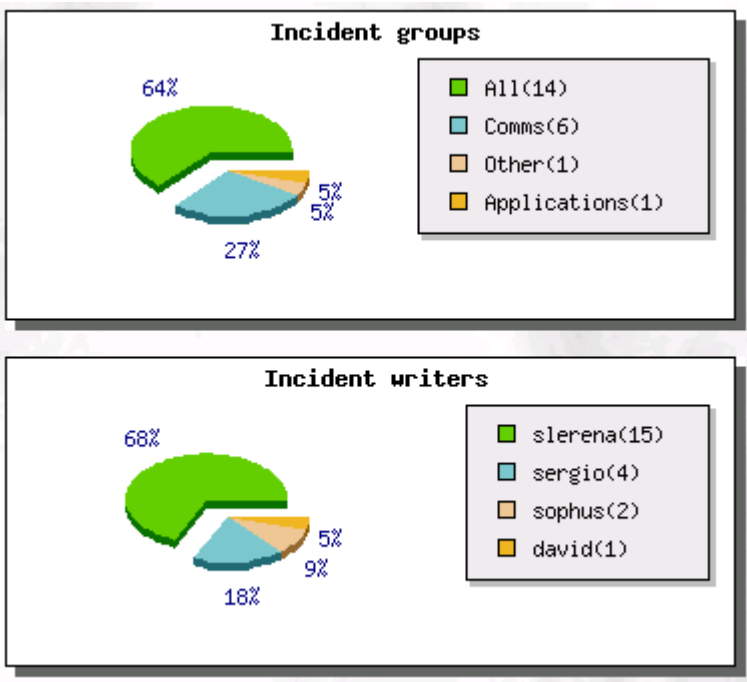 Incident groups
64%
All(14)
Comms(6)
Other(1)
5%
Applications(1)
5%
27%
Incident writers
68%
slerena(15)
sergio(4)
sophus(2)
5%
david(1)
9%
18%